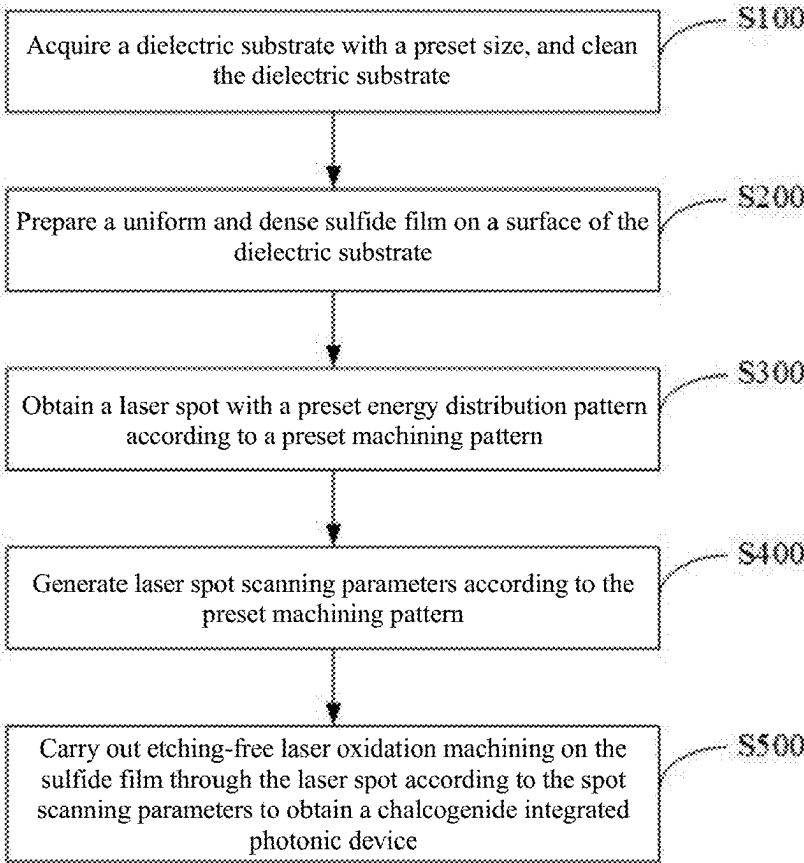 S100
Acquire a dielectric substrate with a preset size, and clean
the dielectric substrate
S200
Prepare a uniform and dense sulfide film on a surface of the
dielectric substrate
S300
Obtain a laser spot with a preset energy distribution pattern
according to a preset machining pattern
S400
Generate laser spot scanning parameters according to the
preset machining pattern
S500
Carry out etching-free laser oxidation machining on the
sulfide film through the laser spot according to the spot
scanning parameters to obtain a chalcogenide integrated
photonic device